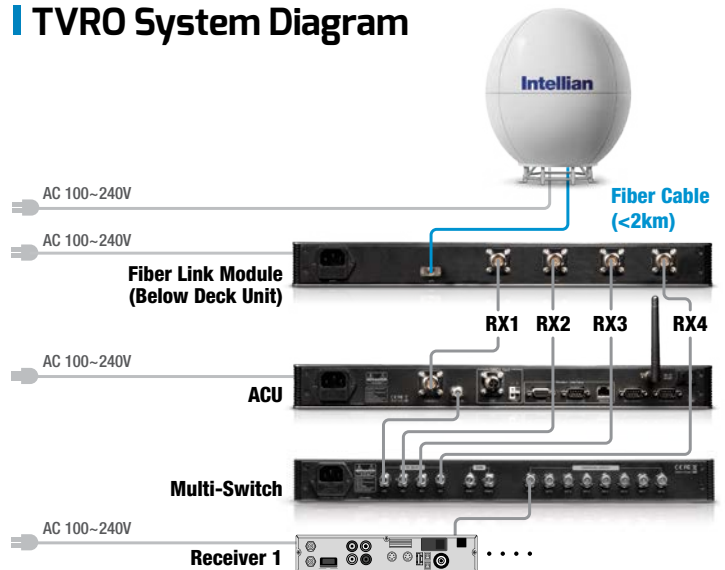 TVRO System Diagram
Intellian
AC 100~240V
Fiber Cable
(<2km)
AC 100~240V
Fiber Link Module
(Below Deck Unit)
RX1 RX2 RX3 RX4
AC 100~240V
ACU
Multi-Switch
AC 100~240V
Receiver 1